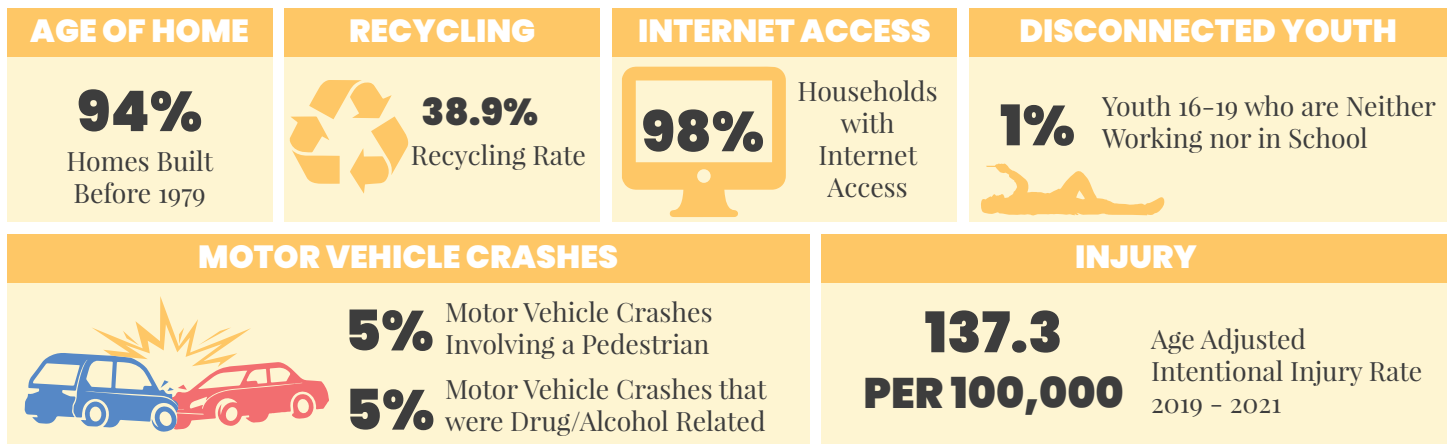 AGE OF HOME
94%
Homes Built
Before 1979
RECYCLING
38.9%
Recycling Rate
INTERNET ACCESS
98%
Households
with
Internet
Access
DISCONNECTED YOUTH
1%
Youth 16-19 who are Neither
Working nor in School
MOTOR VEHICLE CRASHES
5%
Motor Vehicle Crashes
Involving a Pedestrian
5%
Motor Vehicle Crashes that
were Drug/Alcohol Related
INJURY
137.3
PER 100,000
Age Adjusted
Intentional Injury Rate
2019 - 2021